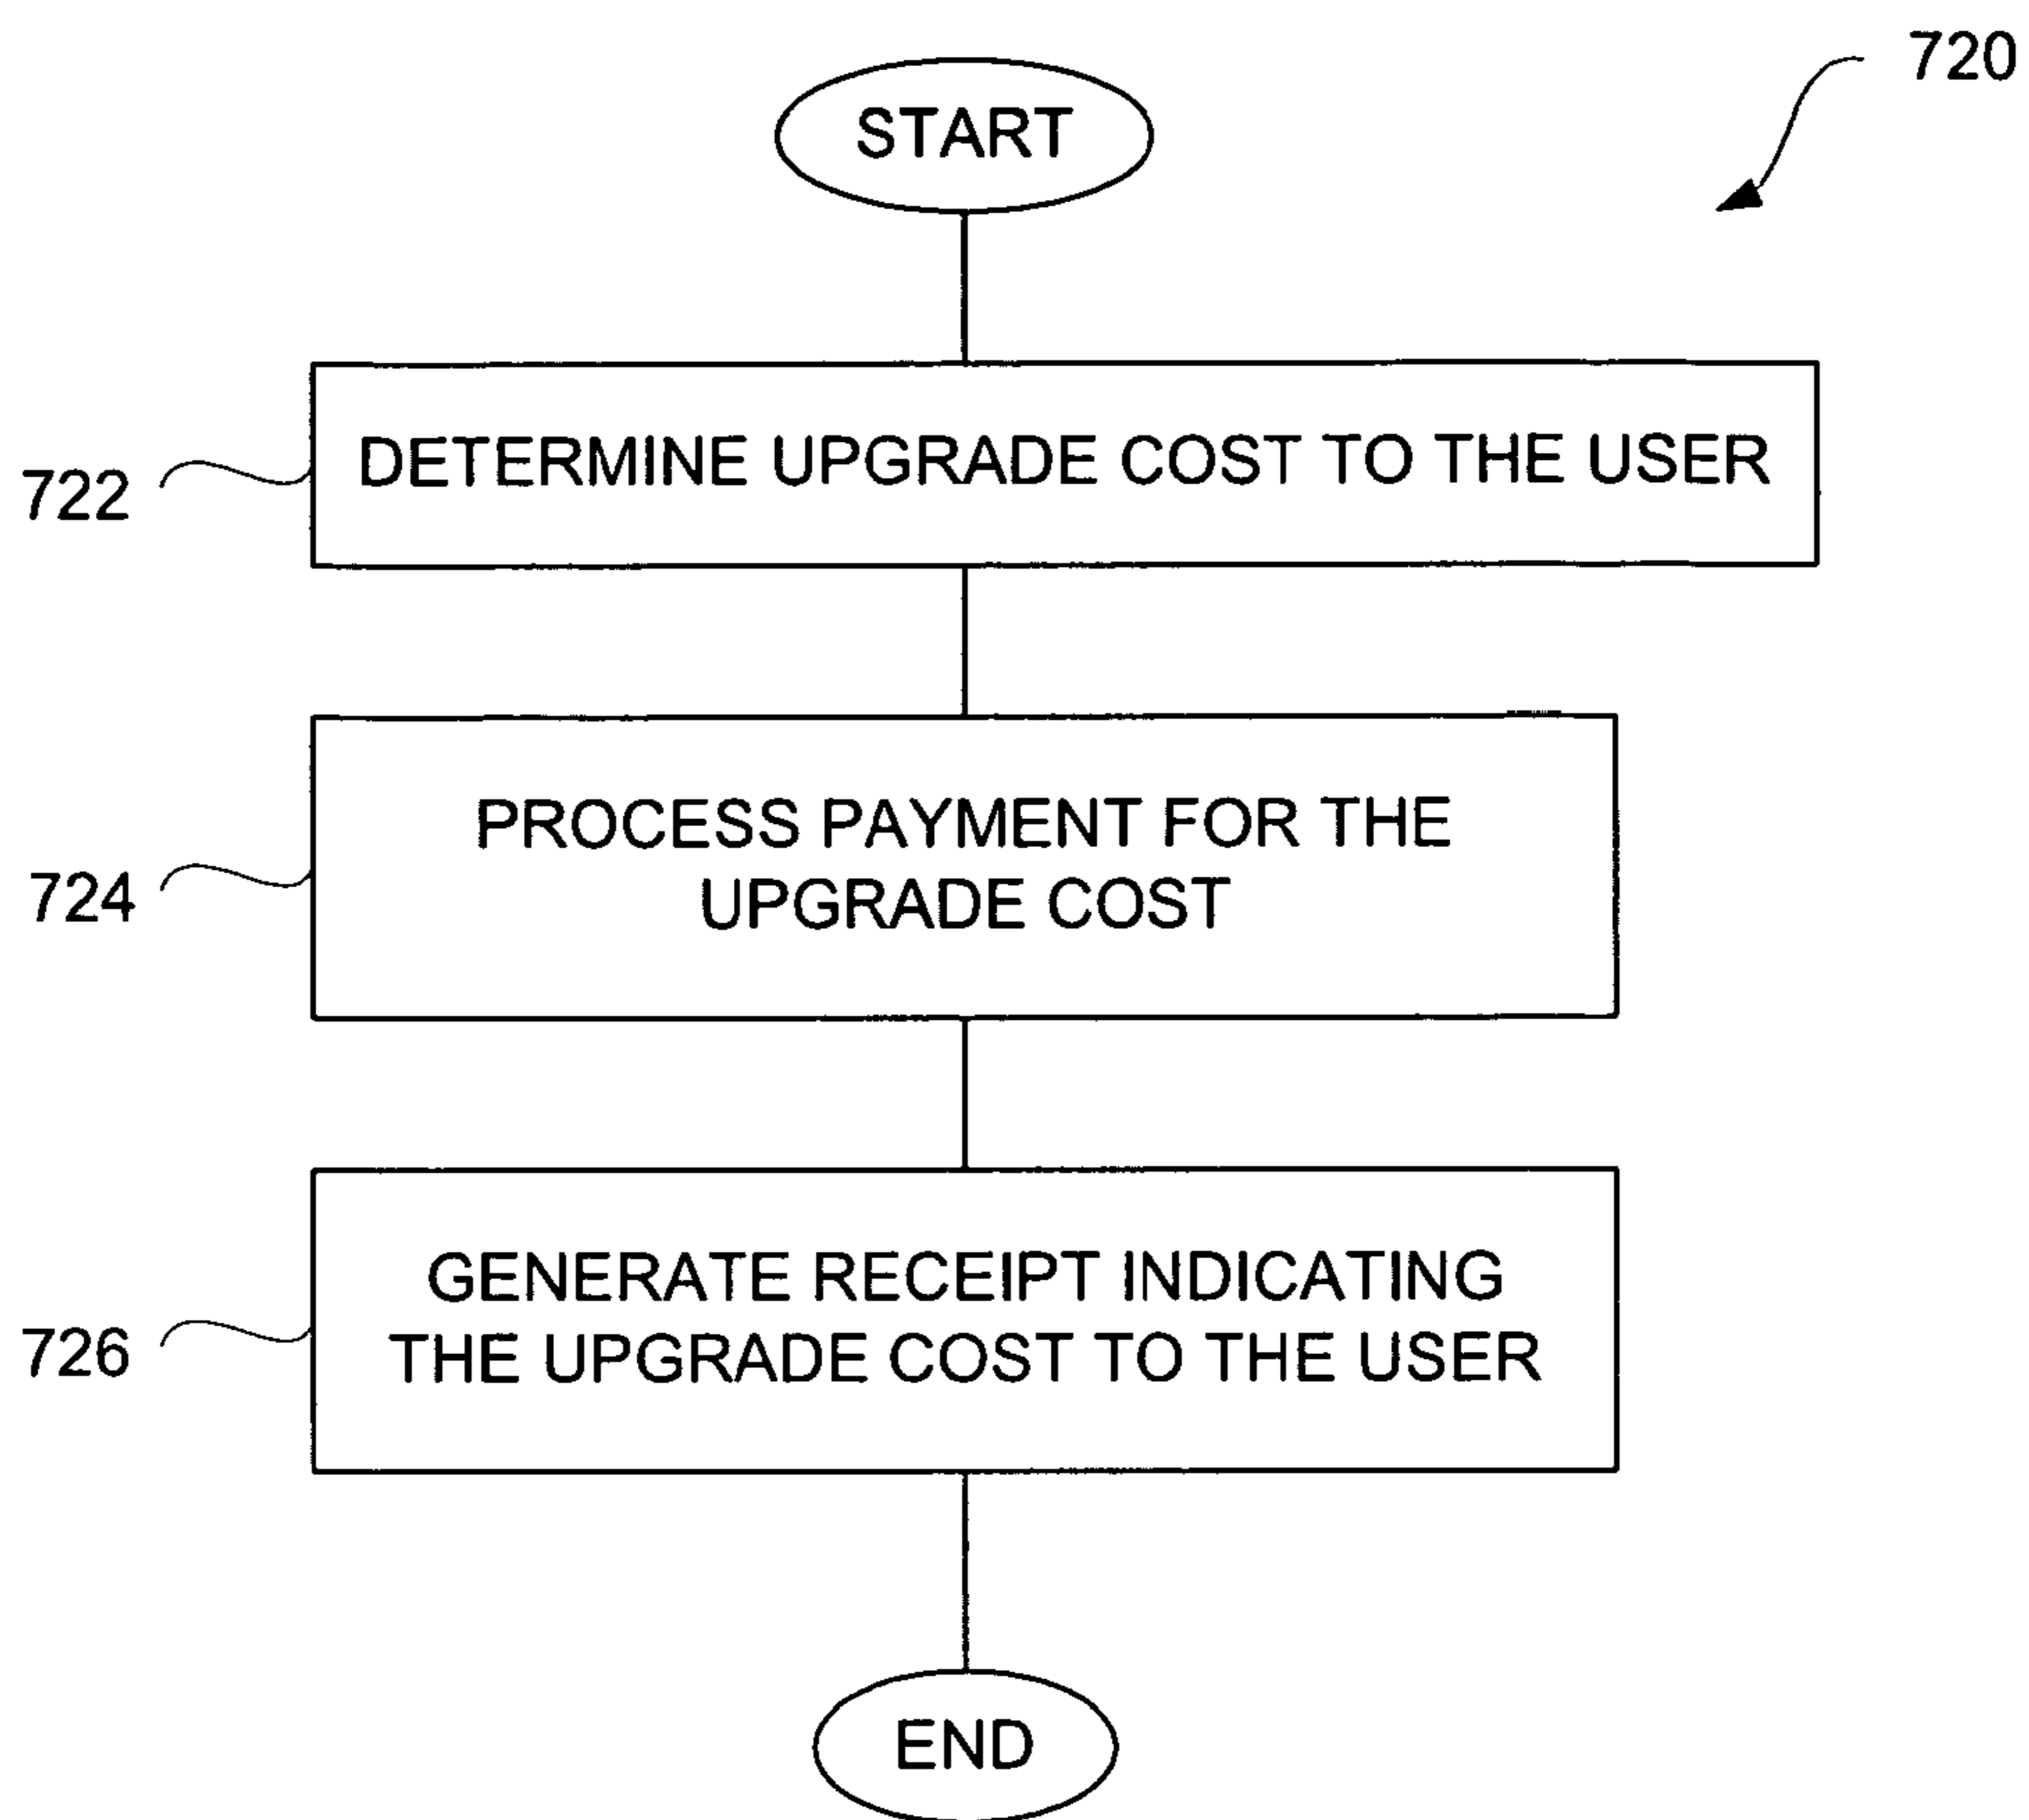 720
START
722
DETERMINE UPGRADE COST TO THE USER
724
PROCESS PAYMENT FOR THE
UPGRADE COST
726
GENERATE RECEIPT INDICATING
THE UPGRADE COST TO THE USER
END